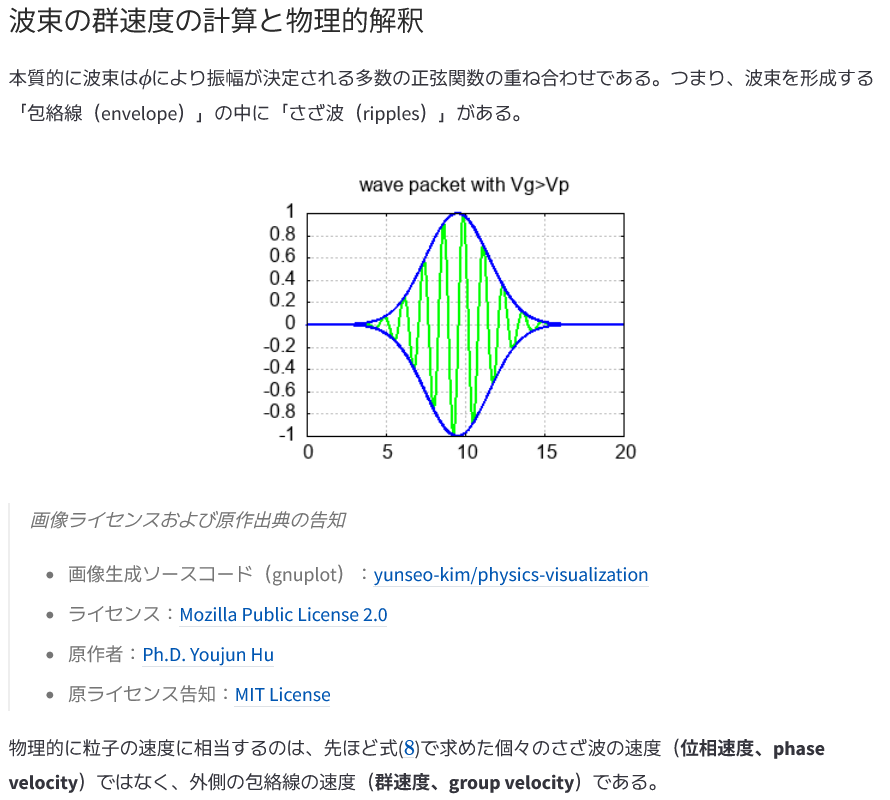 波束の群速度の計算と物理的解釈
本質的に波束はϕにより振幅が決定される多数の正弦関数の重ね合わせである。つまり、波束を形成する
「包絡線（envelope）」の中に「さざ波（ripples）」がある。
wave packet with Vg>Vp
1
0.8
0.6
0.4
0.2
0
-0.2
-0.4
-0.6
-0.8
-1
0 5 10 15 20
画像ライセンスおよび原作出典の告知
• 画像生成ソースコード（gnuplot）：yunseo-kim/physics-visualization
• ライセンス：Mozilla Public License 2.0
• 原作者：Ph.D. Youjun Hu
• 原ライセンス告知：MIT License
物理的に粒子の速度に相当するのは、先ほど式(8)で求めた個々のさざ波の速度（位相速度、phase
velocity）ではなく、外側の包絡線の速度（群速度、group velocity）である。